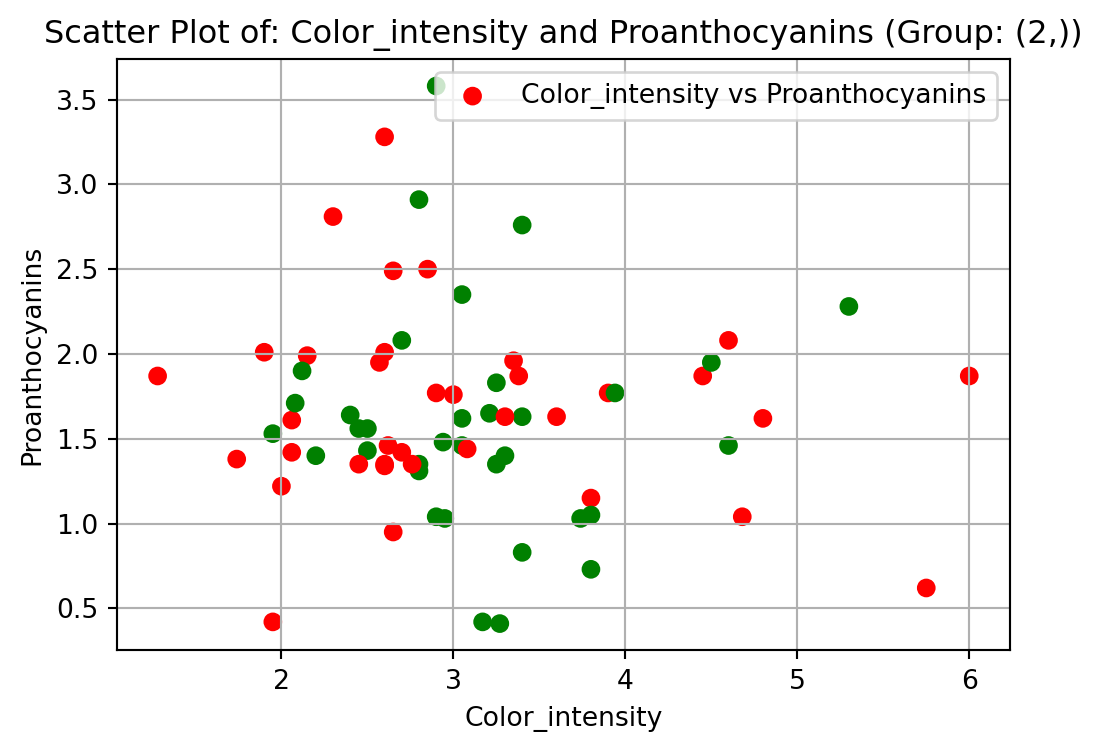 Scatter Plot of: Color_intensity and Proanthocyanins (Group: (2,))
Color_intensity vs Proanthocyanins
3.5
3.0
2.5
2.0
1.5
1.0
0.5
Proanthocyanins
2 3 4 5 6
Color_intensity